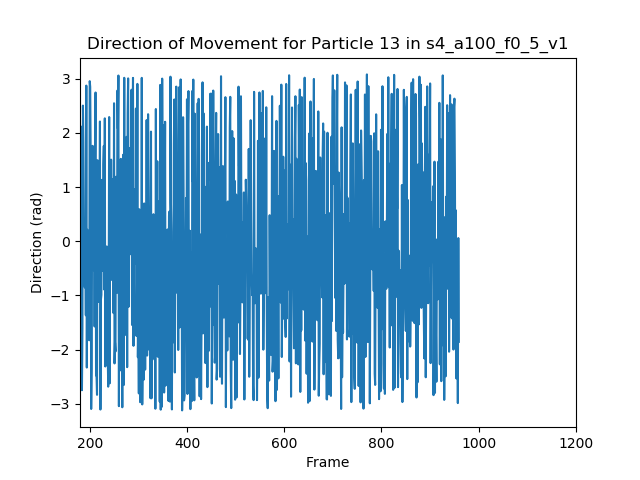 Direction of Movement for Particle 13 in s4_a100_f0_5_v1
3
2
1
0
−1
−2
−3
Direction (rad)
200 400 600 800 1000 1200
Frame